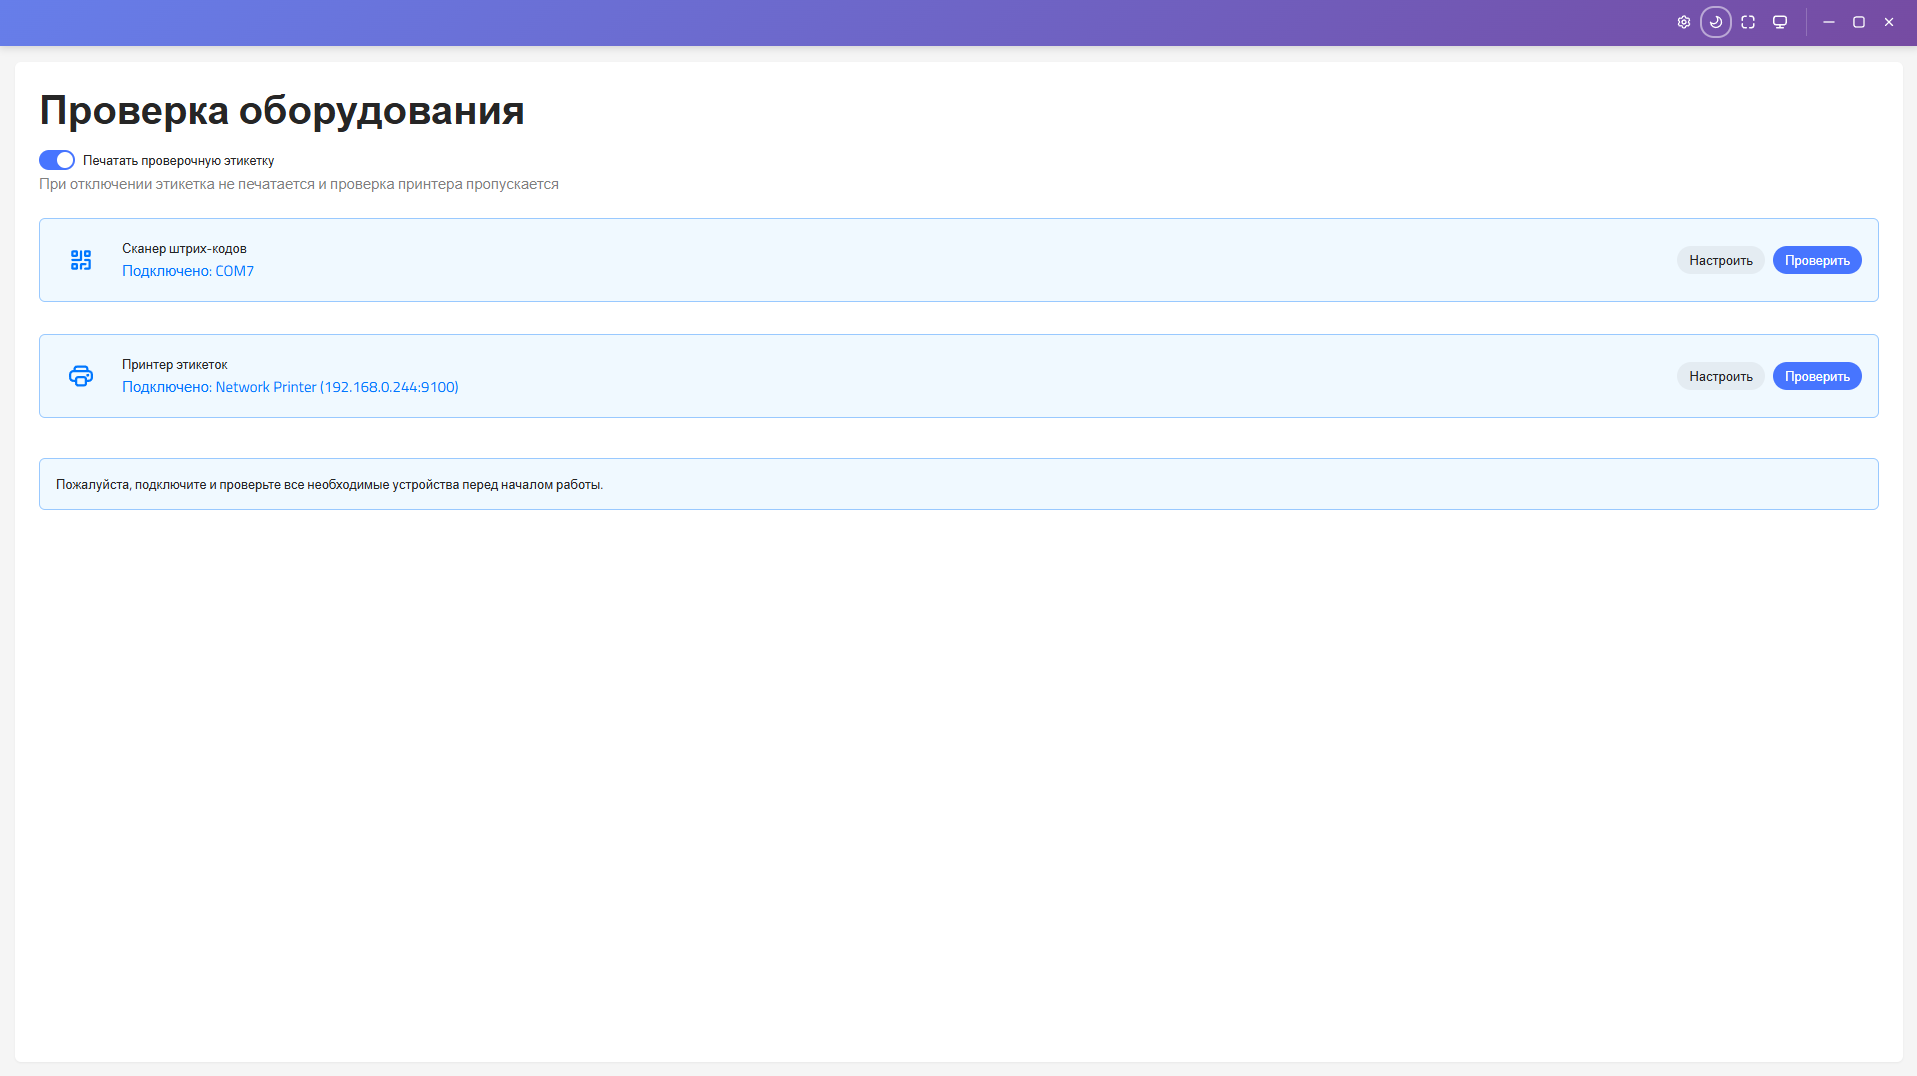 Проверка оборудования
Печатать проверочную этикетку
При отключении этикетка не печатается и проверка принтера пропускается
Сканер штрих-кодов
Подключено: COM7
Настроить
Проверить
Принтер этикеток
Подключено: Network Printer (192.168.0.244:9100)
Настроить
Проверить
Пожалуйста, подключите и проверьте все необходимые устройства перед началом работы.